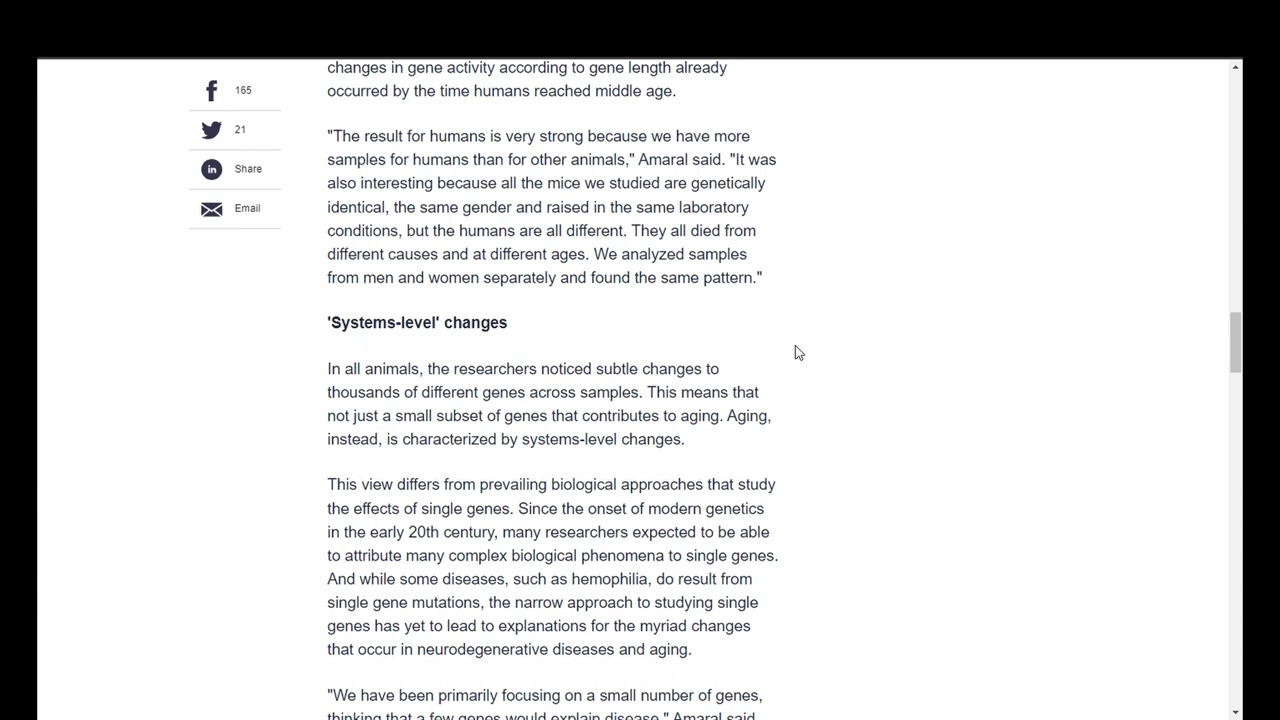 165
21
Share
Email
changes in gene activity according to gene length already
occurred by the time humans reached middle age.
"The result for humans is very strong because we have more
samples for humans than for other animals," Amaral said. "It was
also interesting because all the mice we studied are genetically
identical, the same gender and raised in the same laboratory
conditions, but the humans are all different. They all died from
different causes and at different ages. We analyzed samples
from men and women separately and found the same pattern."
'Systems-level' changes
In all animals, the researchers noticed subtle changes to
thousands of different genes across samples. This means that
not just a small subset of genes that contributes to aging. Aging,
instead, is characterized by systems-level changes.
This view differs from prevailing biological approaches that study
the effects of single genes. Since the onset of modern genetics
in the early 20th century, many researchers expected to be able
to attribute many complex biological phenomena to single genes.
And while some diseases, such as hemophilia, do result from
single gene mutations, the narrow approach to studying single
genes has yet to lead to explanations for the myriad changes
that occur in neurodegenerative diseases and aging.
"We have been primarily focusing on a small number of genes,
thinking that a few genes would explain disease," Amaral said.